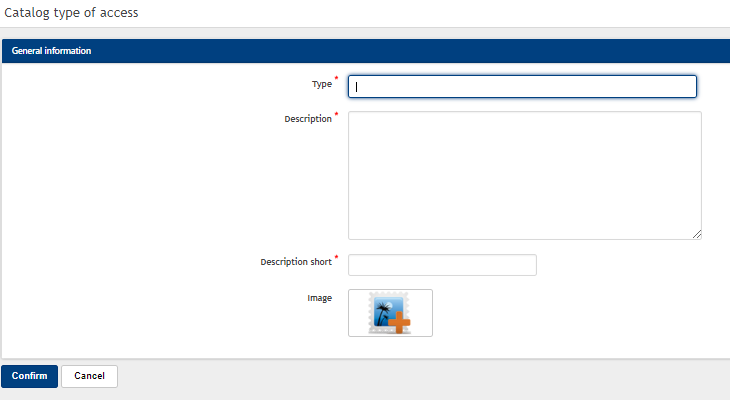 Catalog type of access
General information
Type *
Description *
Description short *
Image
Confirm Cancel